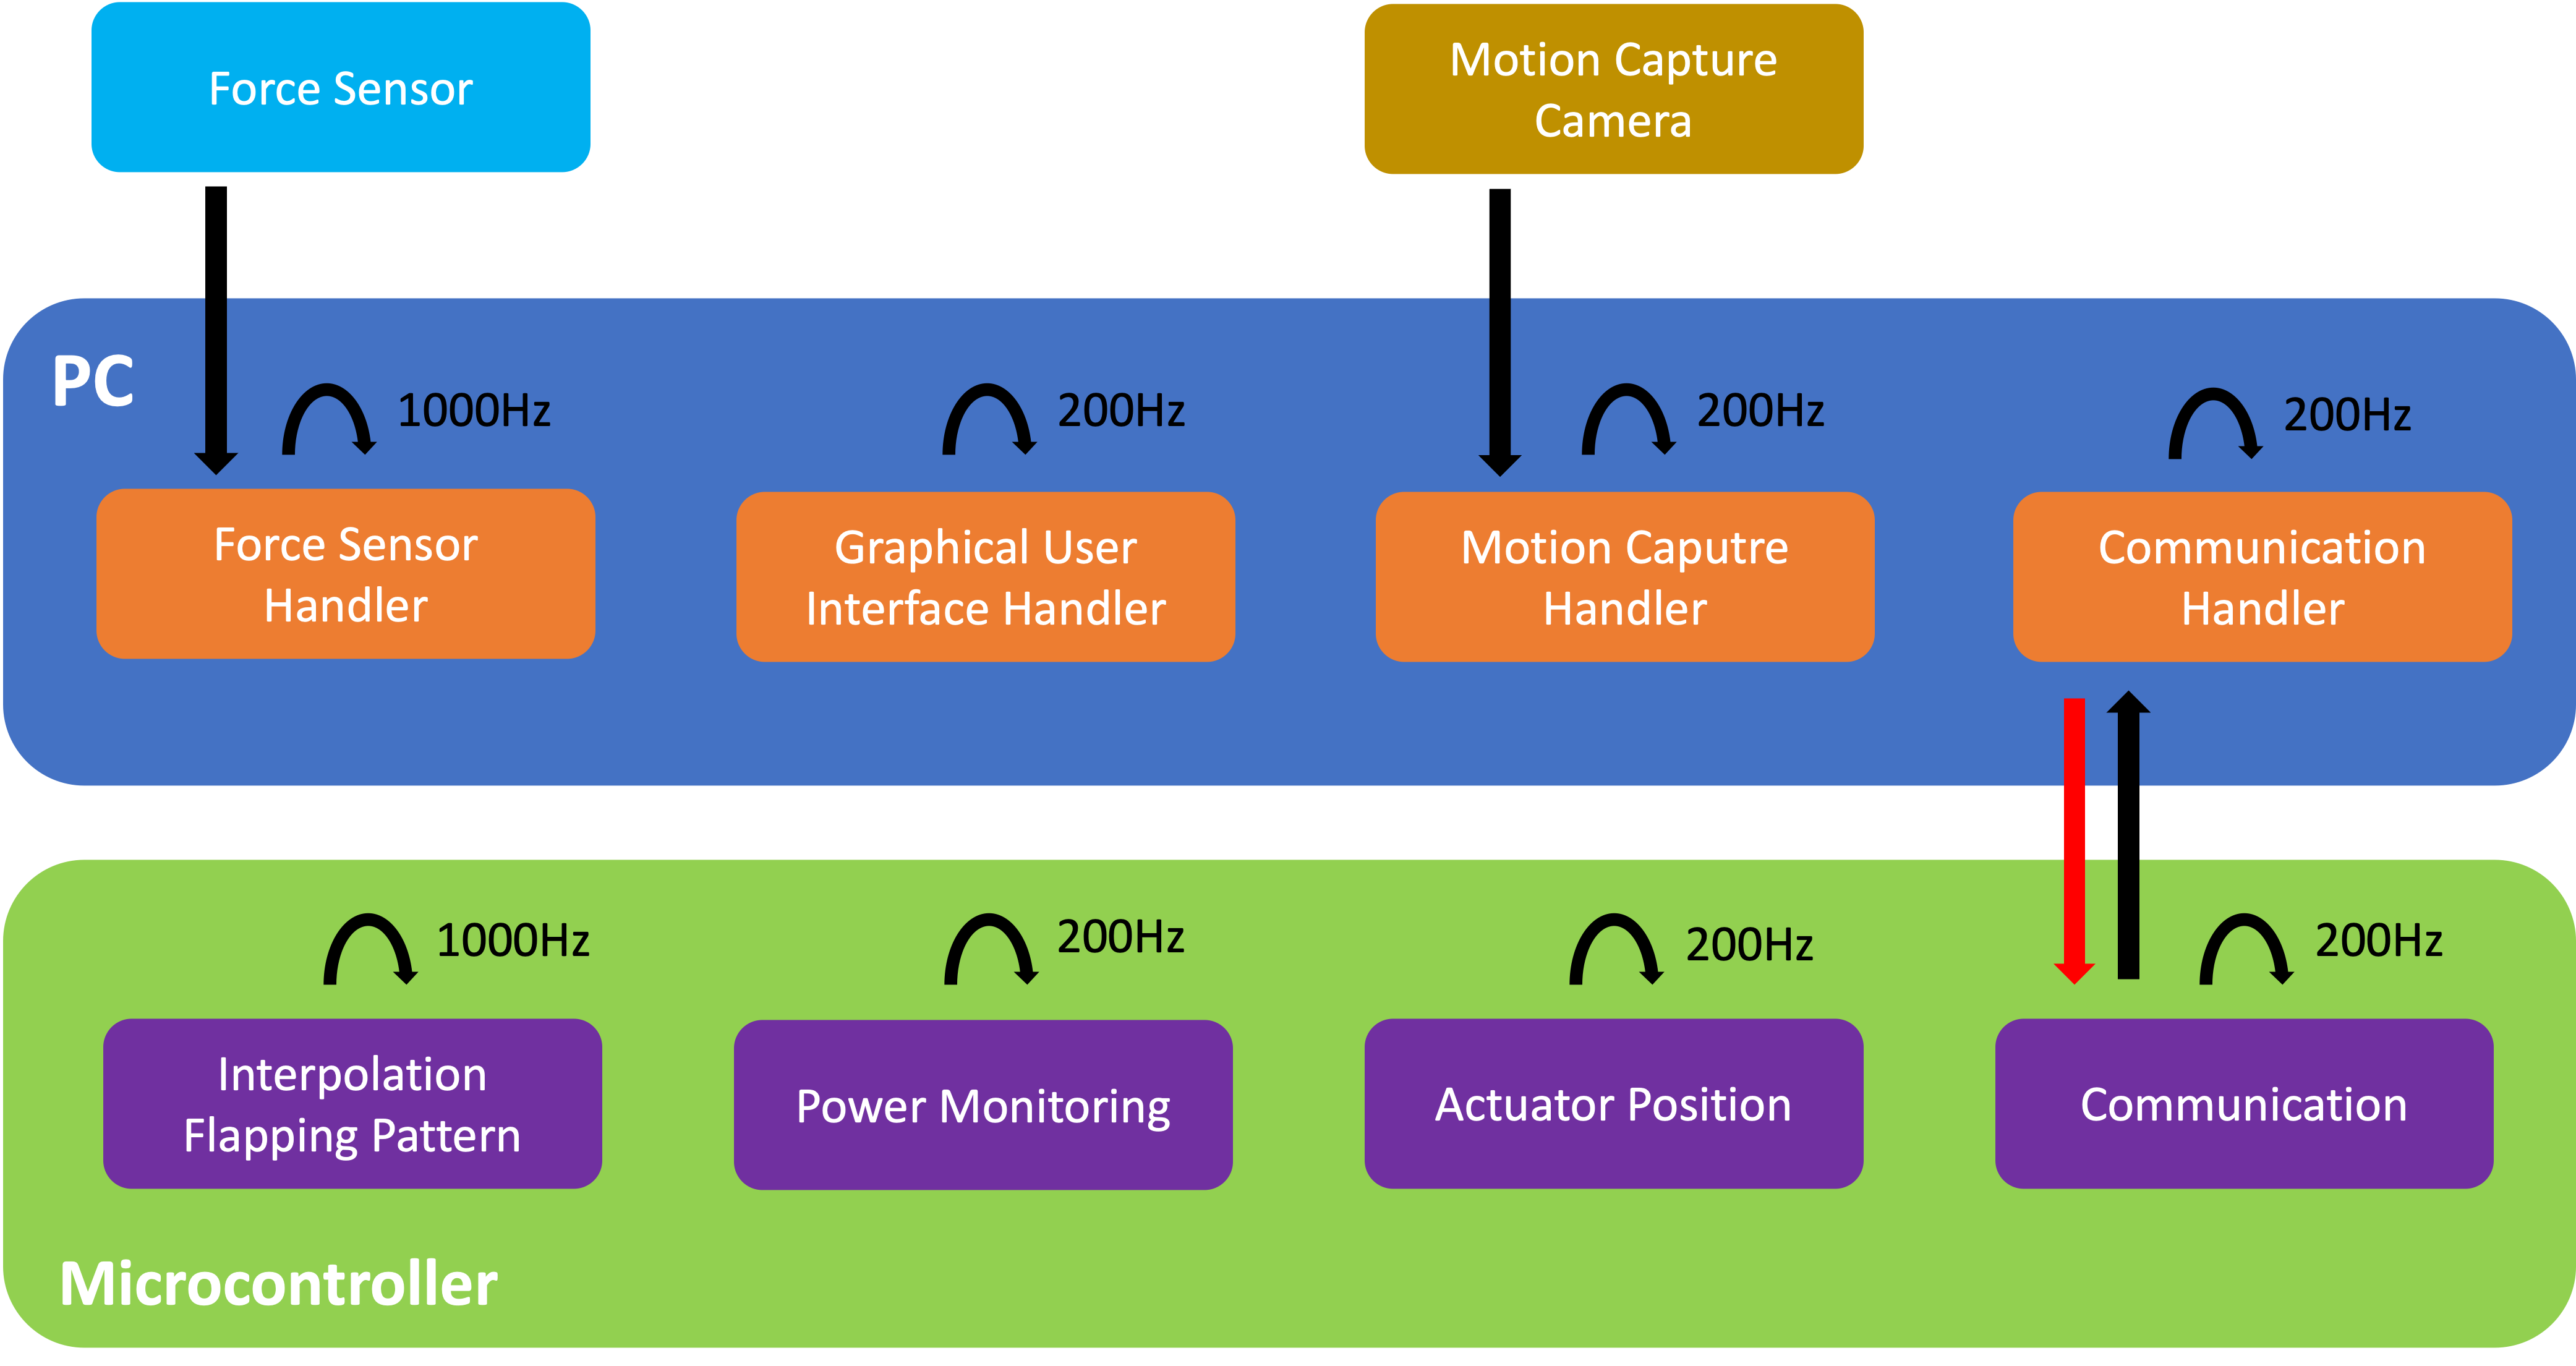 Force Sensor
Motion Capture
Camera
PC
1000Hz
200Hz
200Hz
200Hz
Force Sensor
Handler
Graphical User
Interface Handler
Motion Caputre
Handler
Communication
Handler
1000Hz
200Hz
200Hz
200Hz
Interpolation
Flapping Pattern
Power Monitoring
Actuator Position
Communication
Microcontroller